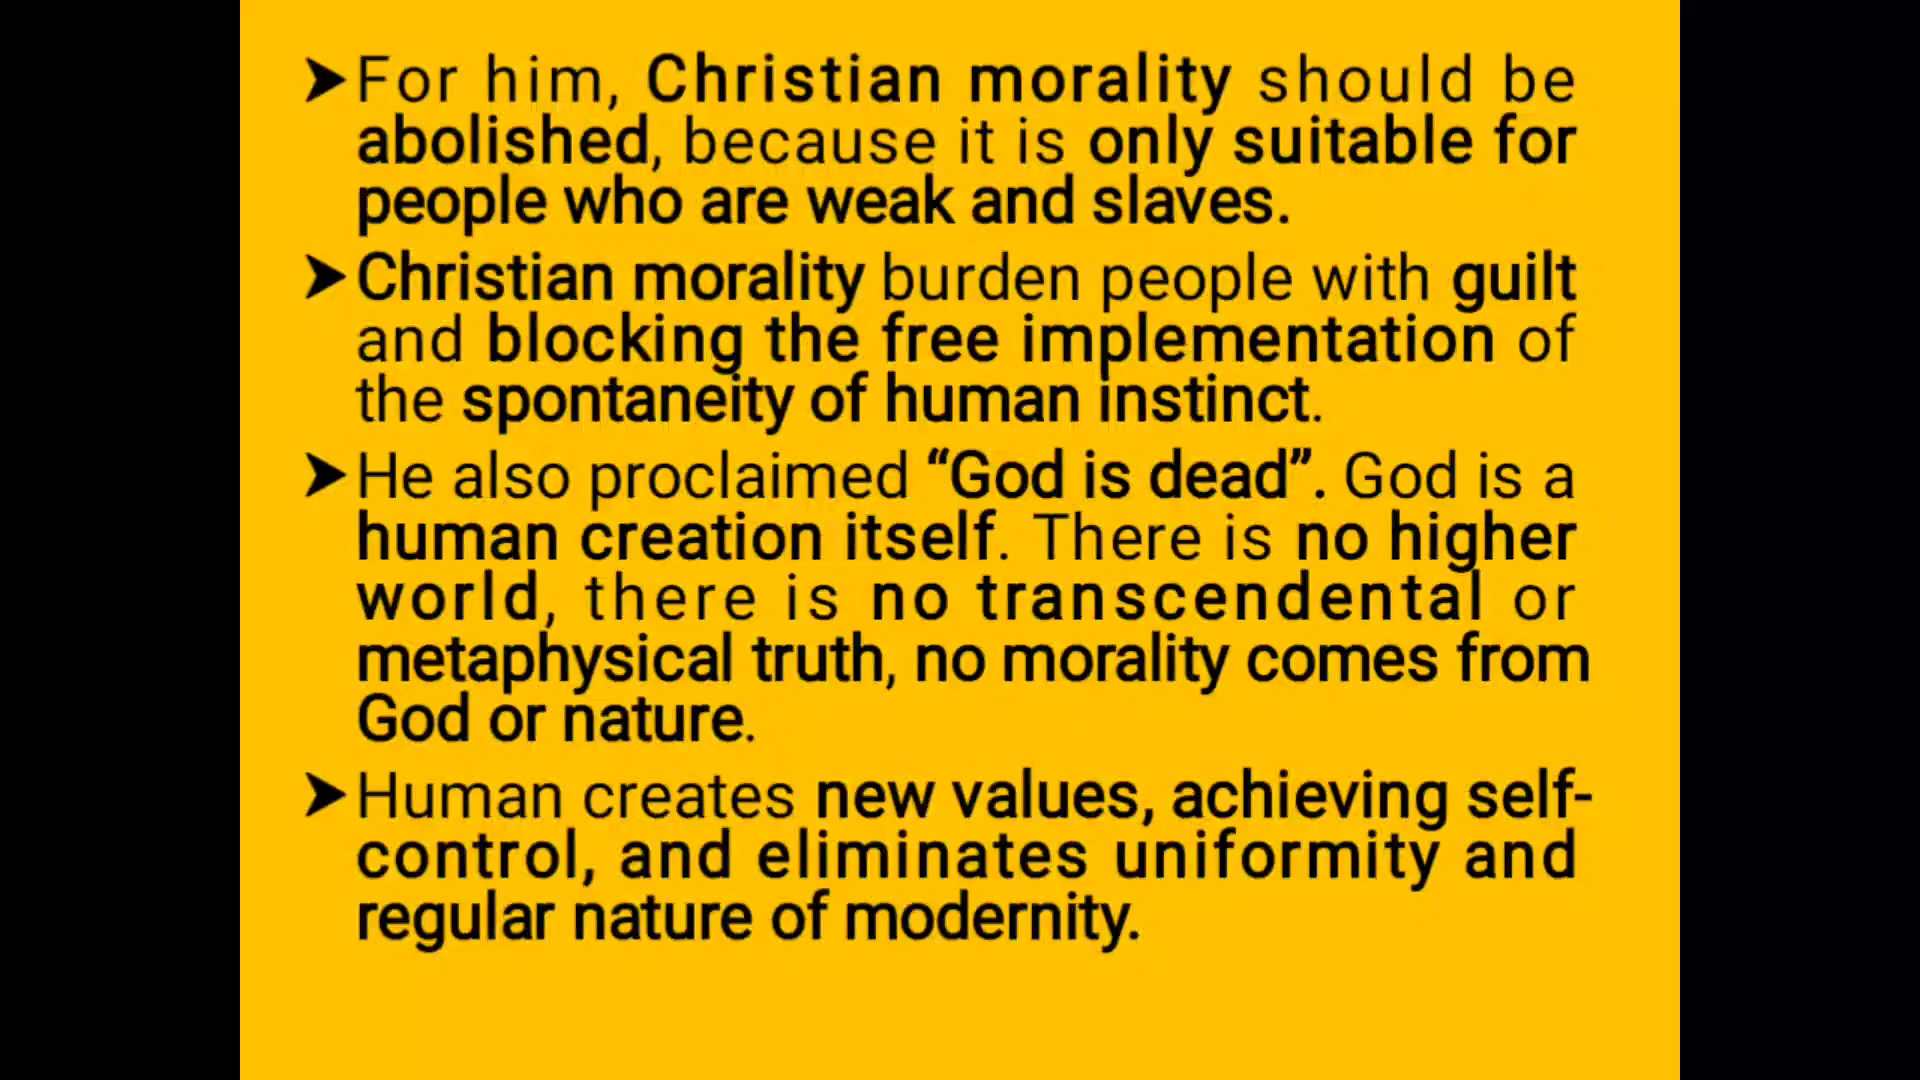 ➤For him, Christian morality should be
abolished, because it is only suitable for
people who are weak and slaves.
➤Christian morality burden people with guilt
and blocking the free implementation of
the spontaneity of human instinct.
➤He also proclaimed “God is dead”. God is a
human creation itself. There is no higher
world, there is no transcendental or
metaphysical truth, no morality comes from
God or nature.
➤Human creates new values, achieving self-
control, and eliminates uniformity and
regular nature of modernity.